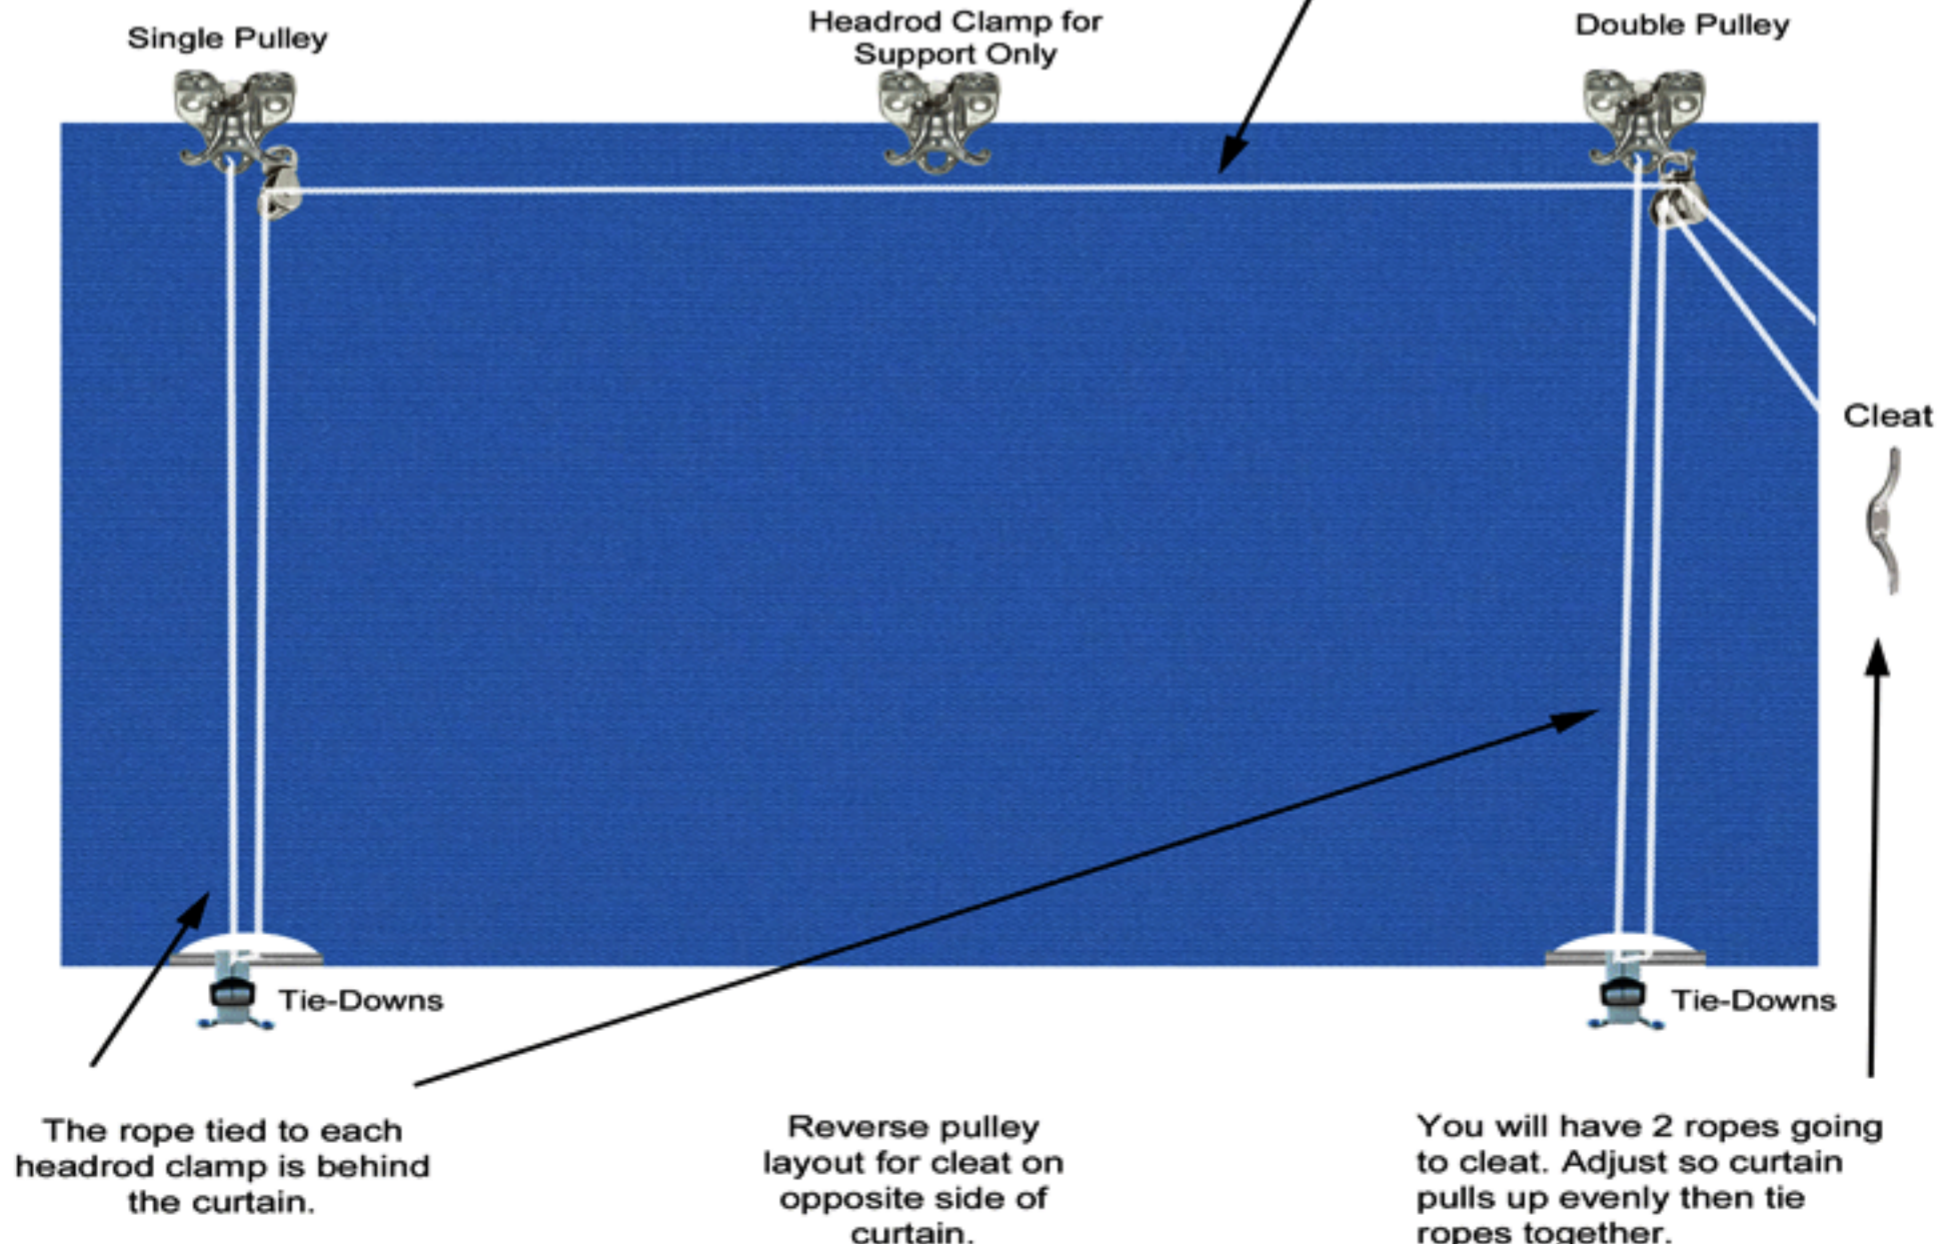 Single Pulley
Headrod Clamp for
Support Only
Double Pulley
Cleat
Tie-Downs
Tie-Downs
The rope tied to each
headrod clamp is behind
the curtain.
Reverse pulley
layout for cleat on
opposite side of
curtain.
You will have 2 ropes going
to cleat. Adjust so curtain
pulls up evenly then tie
ropes together.